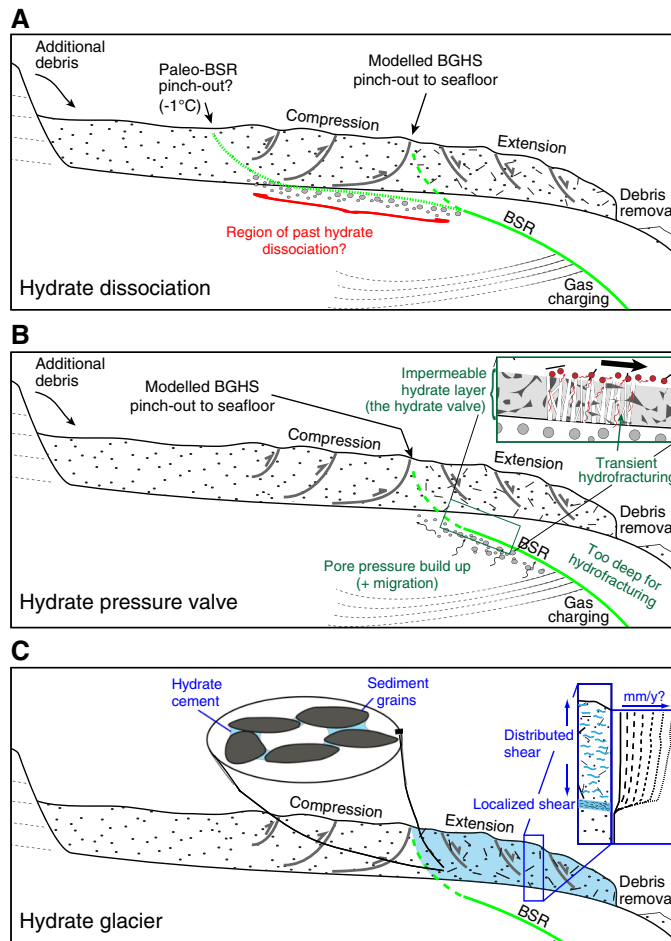 A
Additional
debris
Paleo-BSR
pinch-out?
(-1°C)
Modelled BGHS
pinch-out to seafloor
Compression
Extension
Debris
removal
BSR
Region of past hydrate
dissociation?
Gas
charging
Hydrate dissociation
B
Additional
debris
Modelled BGHS
pinch-out to seafloor
Impermeable
hydrate layer
(the hydrate valve)
Compression
Extension
Transient
hydrofracturing
Debris
removal
BSR
Too deep for
hydrofracturing
Pore pressure build up
(+ migration)
Gas
charging
Hydrate pressure valve
C
Hydrate
cement
Sediment
grains
mm/y?
Distributed
shear
Localized shear
Compression
Extension
Debris
removal
BSR
Hydrate glacier